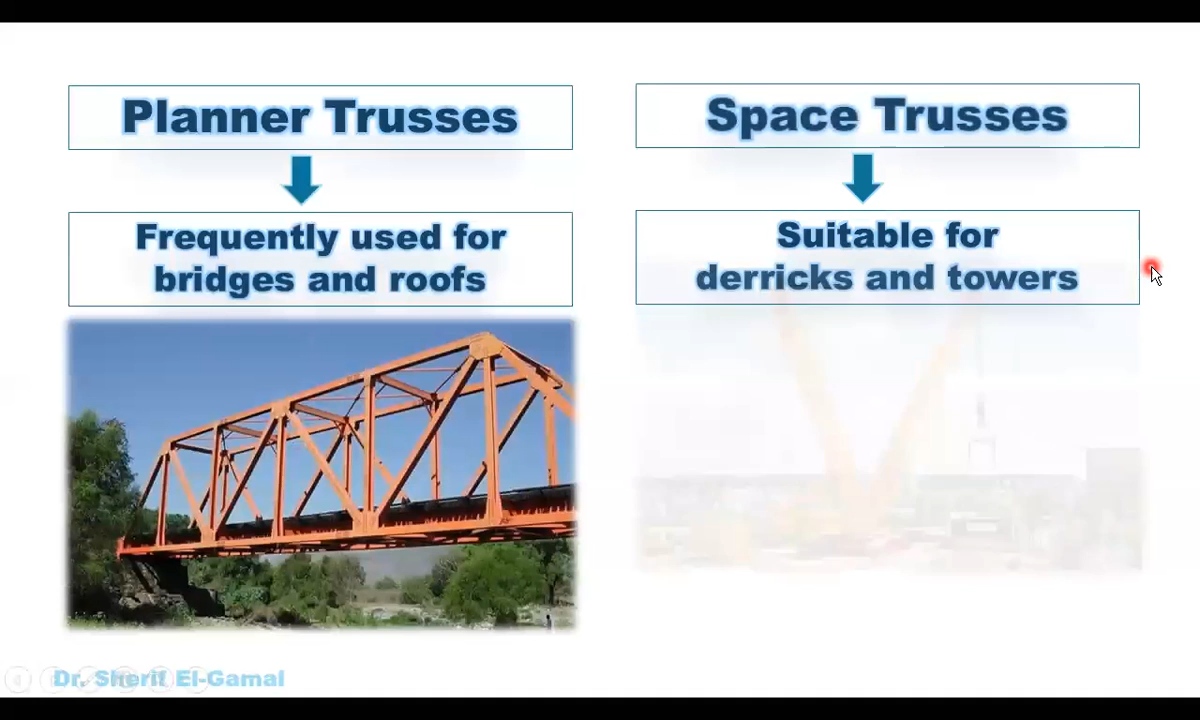 Planner Trusses
Frequently used for
bridges and roofs
Space Trusses
Suitable for
derricks and towers
Dr. Sherif El-Gamal